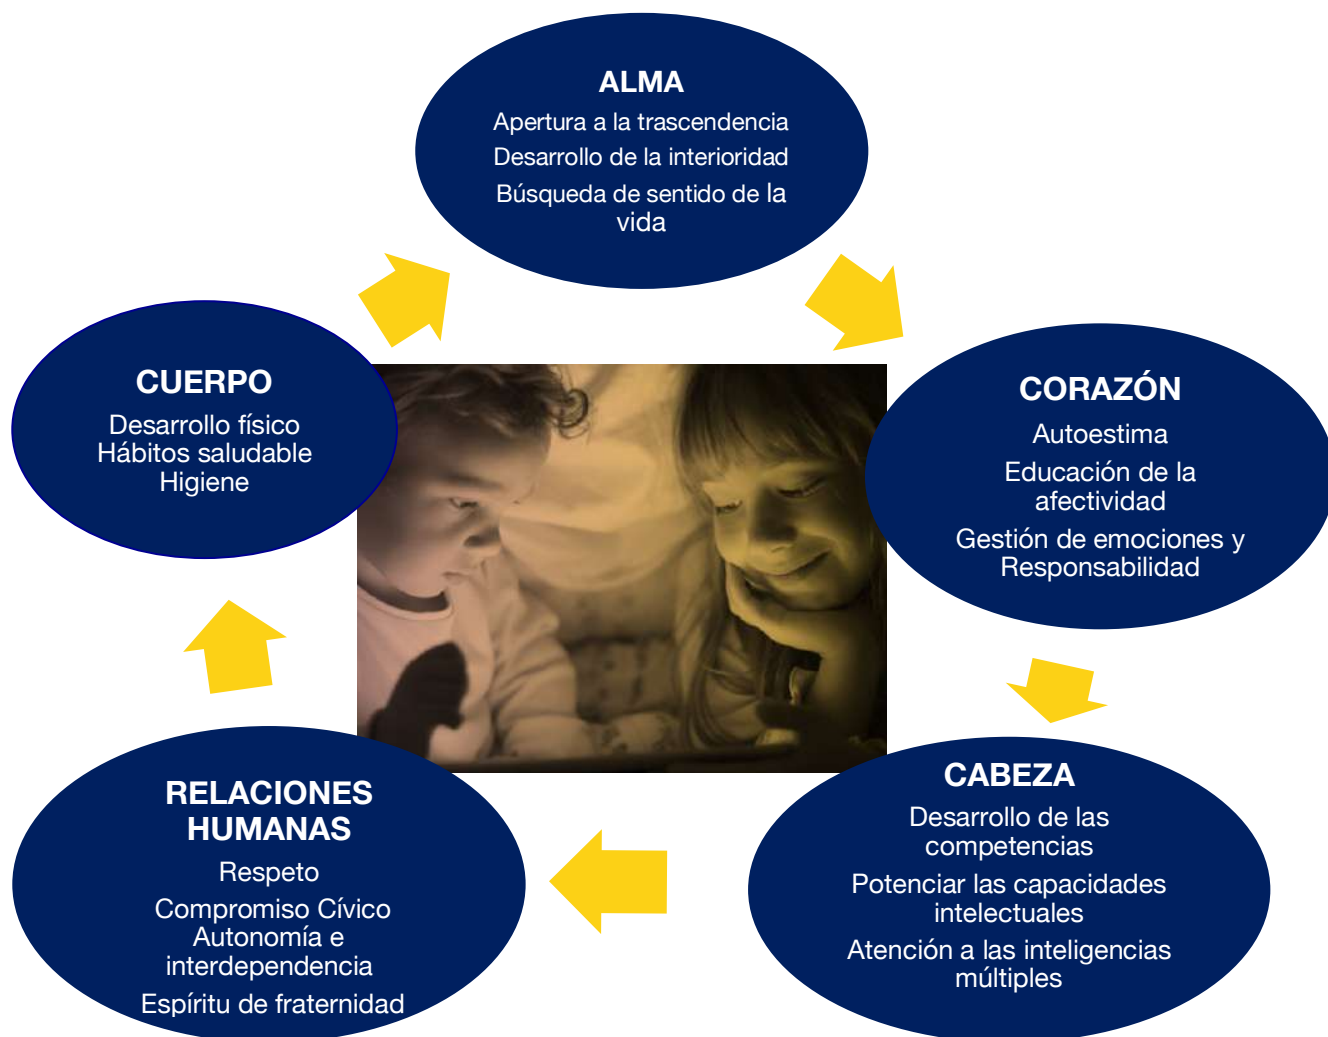 ALMA
Apertura a la trascendencia
Desarrollo de la interioridad
Búsqueda de sentido de la
vida
CORAZÓN
Autoestima
Educación de la
afectividad
Gestión de emociones y
Responsabilidad
CABEZA
Desarrollo de las
competencias
Potenciar las capacidades
intelectuales
Atención a las inteligencias
múltiples
RELACIONES
HUMANAS
Respeto
Compromiso Cívico
Autonomía e
interdependencia
Espíritu de fraternidad
CUERPO
Desarrollo físico
Hábitos saludable
Higiene